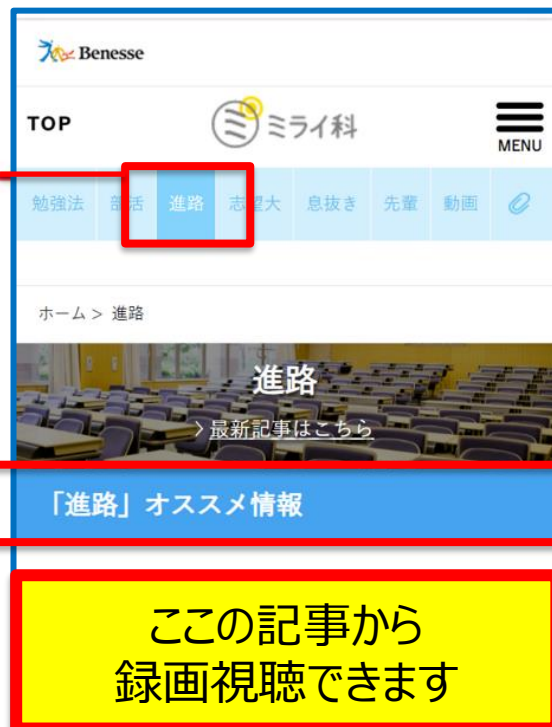 Benesse
TOP
ミライ科
MENU
勉強法 部活 進路 志望大 息抜き 先輩 動画
ホーム > 進路
進路
>最新記事はこちら
「進路」オススメ情報
ここの記事から
録画視聴できます